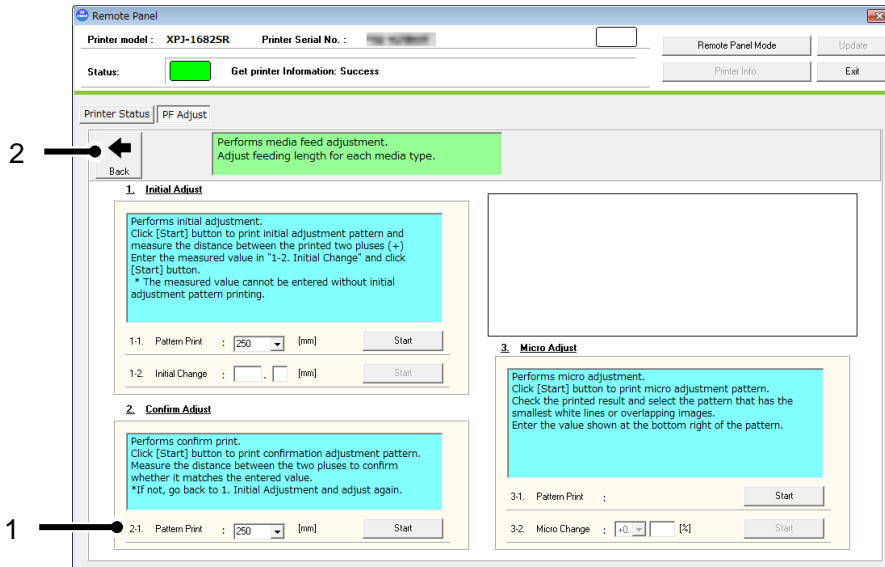 Remote Panel
Printer model : XPJ-1682SR Printer Serial No. :
Remote Panel Mode Update
Status: Get printer Information: Success
Printer Info. Exit
Printer Status PF Adjust
2
Back
Performs media feed adjustment.
Adjust feeding length for each media type.
1. Initial Adjust
Performs initial adjustment.
Click [Start] button to print initial adjustment pattern and
measure the distance between the printed two pluses (+)
Enter the measured value in "1-2. Initial Change" and click
[Start] button.
* The measured value cannot be entered without initial
adjustment pattern printing.
1-1. Pattern Print : 250 [mm] Start
1-2. Initial Change : . [mm] Start
2. Confirm Adjust
Performs confirm print.
Click [Start] button to print confirmation adjustment pattern.
Measure the distance between the two pluses to confirm
whether it matches the entered value.
*If not, go back to 1. Initial Adjustment and adjust again.
1
2-1. Pattern Print : 250 [mm] Start
3. Micro Adjust
Performs micro adjustment.
Click [Start] button to print micro adjustment pattern.
Check the printed result and select the pattern that has the
smallest white lines or overlapping images.
Enter the value shown at the bottom right of the pattern.
3-1. Pattern Print : Start
3-2. Micro Change : +0. [%] Start